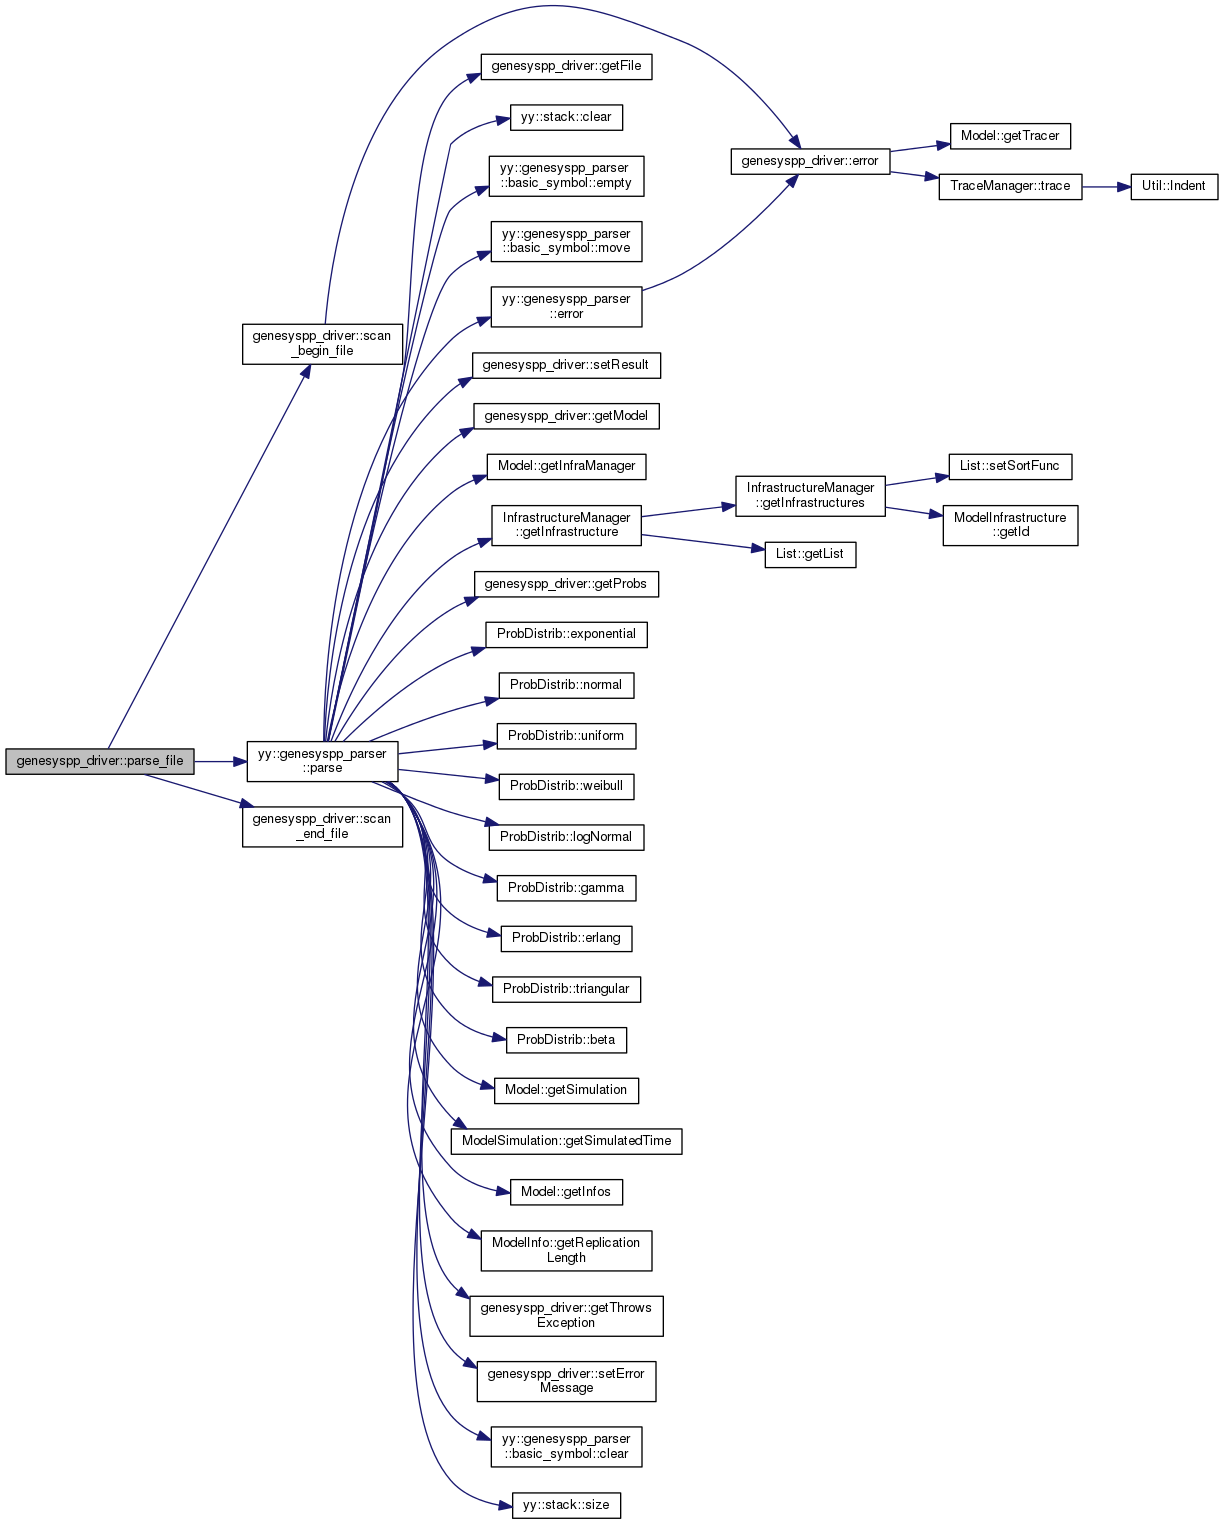 genesyspp_driver::getFile
yy::stack::clear
yy::genesyspp_parser
::basic_symbol::empty
yy::genesyspp_parser
::basic_symbol::move
yy::genesyspp_parser
::error
genesyspp_driver::error
Model::getTracer
TraceManager::trace
Util::Indent
genesyspp_driver::scan
_begin_file
genesyspp_driver::setResult
genesyspp_driver::getModel
Model::getInfraManager
InfrastructureManager
::getInfrastructure
InfrastructureManager
::getInfrastructures
List::setSortFunc
ModelInfrastructure
::getId
List::getList
genesyspp_driver::getProbs
ProbDistrib::exponential
ProbDistrib::normal
ProbDistrib::uniform
genesyspp_driver::parse_file
yy::genesyspp_parser
::parse
genesyspp_driver::scan
_end_file
ProbDistrib::weibull
ProbDistrib::logNormal
ProbDistrib::gamma
ProbDistrib::erlang
ProbDistrib::triangular
ProbDistrib::beta
Model::getSimulation
ModelSimulation::getSimulatedTime
Model::getInfos
ModelInfo::getReplication
Length
genesyspp_driver::getThrows
Exception
genesyspp_driver::setError
Message
yy::genesyspp_parser
::basic_symbol::clear
yy::stack::size